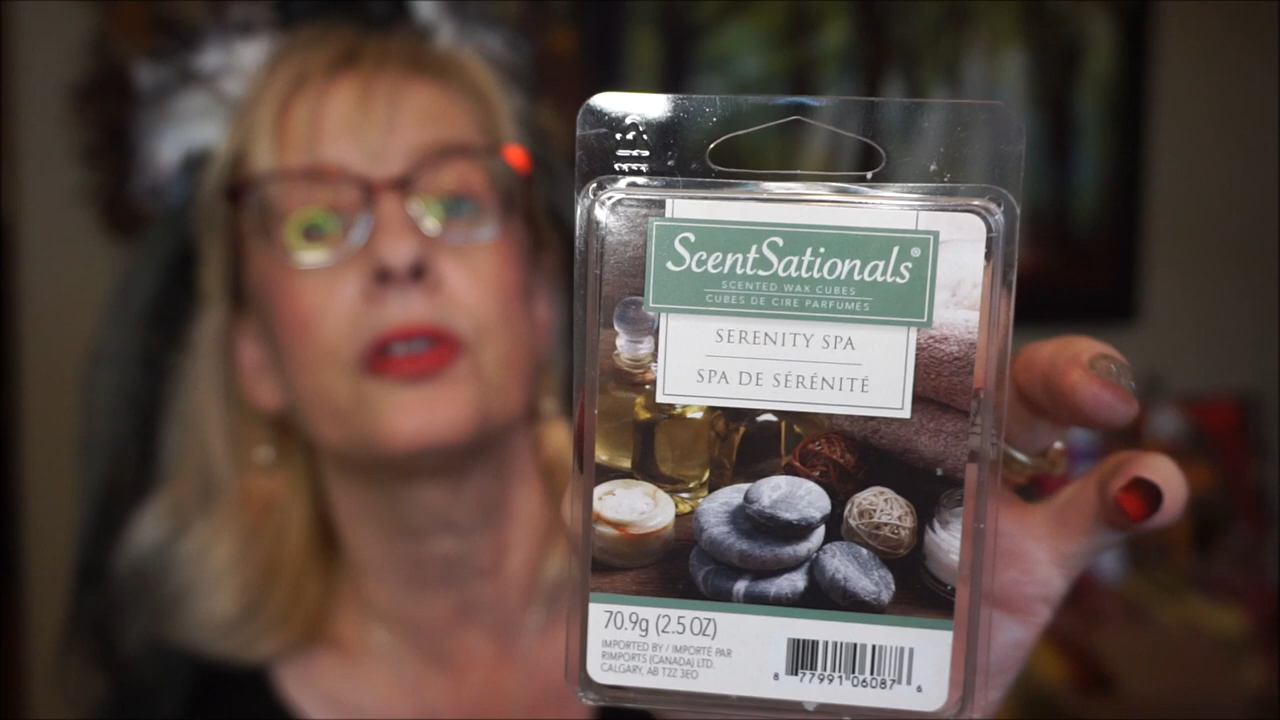 ScentSationals®
SCENTED WAX CUBES
CUBES DE CIRE PARFUMES
SERENITY SPA
SPA DE SÉRÉNITÉ
70.9g (2.5 OZ)
IMPORTED BY / IMPORTÉ PAR
RIMPORTS (CANADA) LTD.
CALGARY, AB T2Z 3E0
8 77991 06087 6